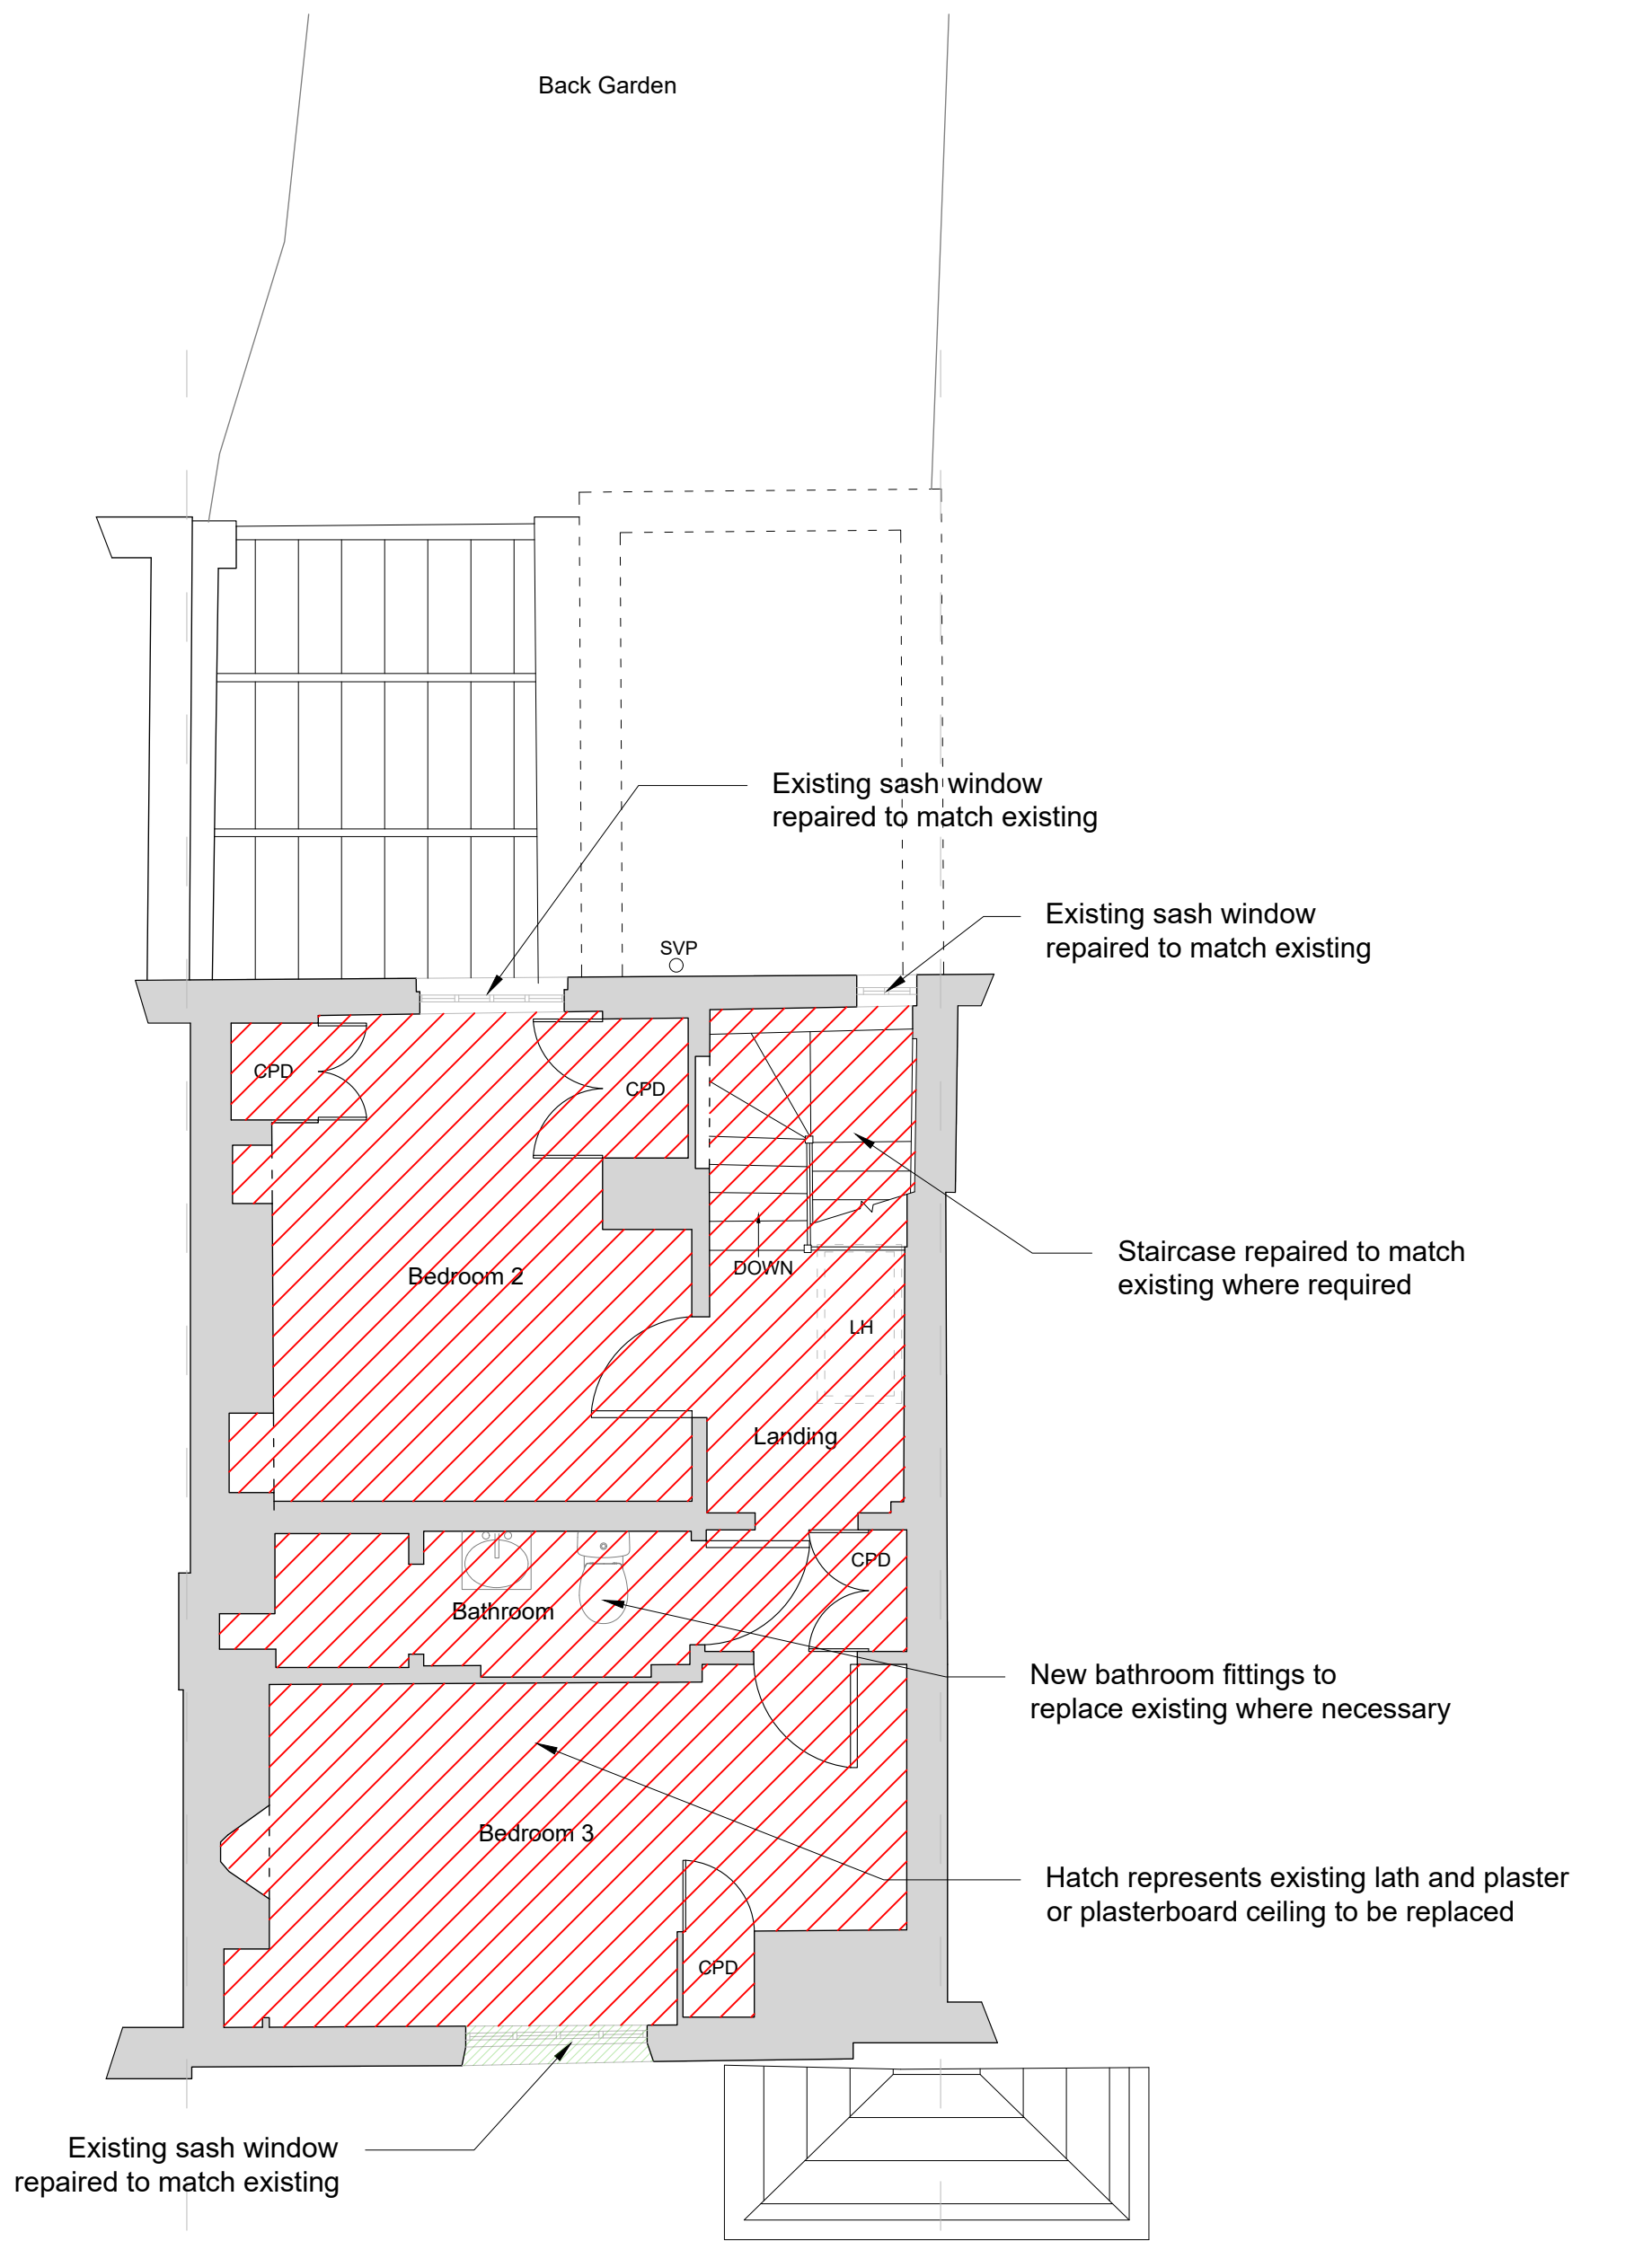 Back Garden
Existing sash window
repaired to match existing
Existing sash window
repaired to match existing
SVP
CPD
CPD
Staircase repaired to match
existing where required
DOWN
Bedroom 2
LH
Landing
CPD
Bathroom
New bathroom fittings to
replace existing where necessary
Bedroom 3
Hatch represents existing lath and plaster
or plasterboard ceiling to be replaced
CPD
Existing sash window
repaired to match existing